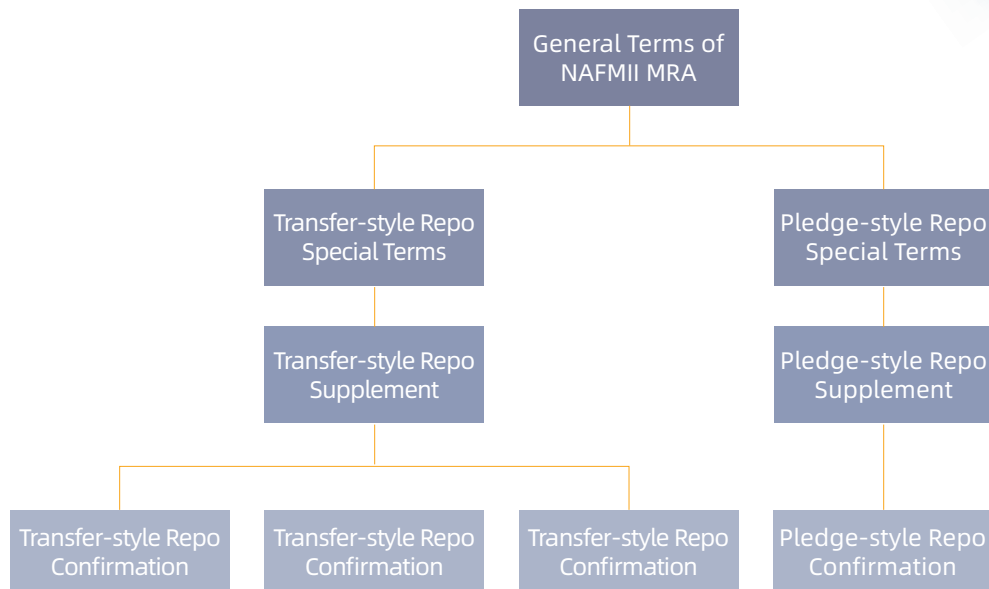 General Terms of
NAFMII MRA
Transfer-style Repo
Special Terms
Pledge-style Repo
Special Terms
Transfer-style Repo
Supplement
Pledge-style Repo
Supplement
Transfer-style Repo
Confirmation
Transfer-style Repo
Confirmation
Transfer-style Repo
Confirmation
Pledge-style Repo
Confirmation